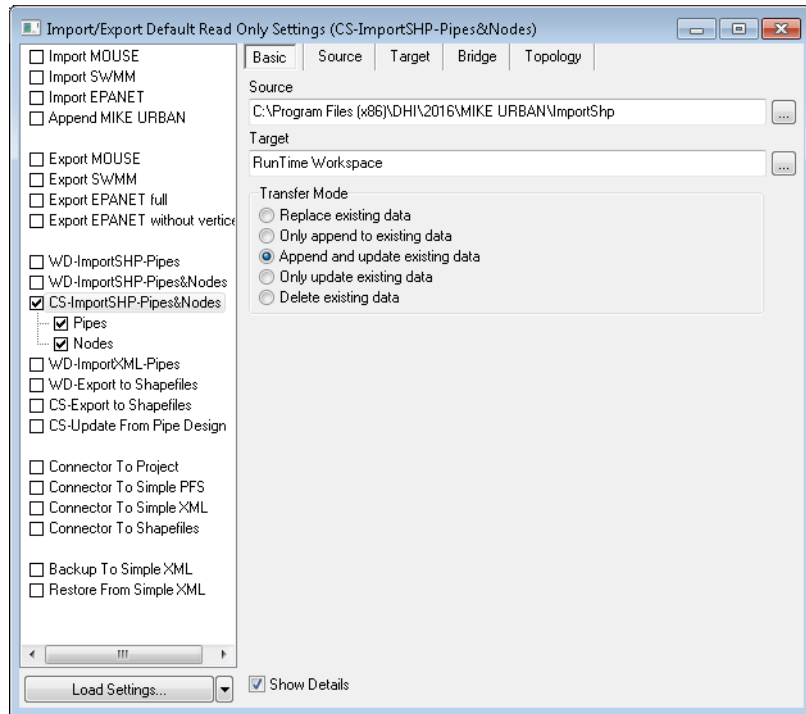 Import/Export Default Read Only Settings (CS-ImportSHP-Pipes&Nodes)
Import MOUSE
Import SWMM
Import EPANET
Append MIKE URBAN
Export MOUSE
Export SWMM
Export EPANET full
Export EPANET without vertice
WD-ImportSHP-Pipes
WD-ImportSHP-Pipes&Nodes
CS-ImportSHP-Pipes&Nodes
Pipes
Nodes
WD-ImportXML-Pipes
WD-Export to Shapefiles
CS-Export to Shapefiles
CS-Update From Pipe Design
Connector To Project
Connector To Simple PFS
Connector To Simple XML
Connector To Shapefiles
Backup To Simple XML
Restore From Simple XML
Load Settings...
Basic Source Target Bridge Topology
Source
C:\Program Files (x86)\DHI\2016\MIKE URBAN\ImportShp
...
Target
RunTime Workspace
...
Transfer Mode
Replace existing data
Only append to existing data
Append and update existing data
Only update existing data
Delete existing data
Show Details